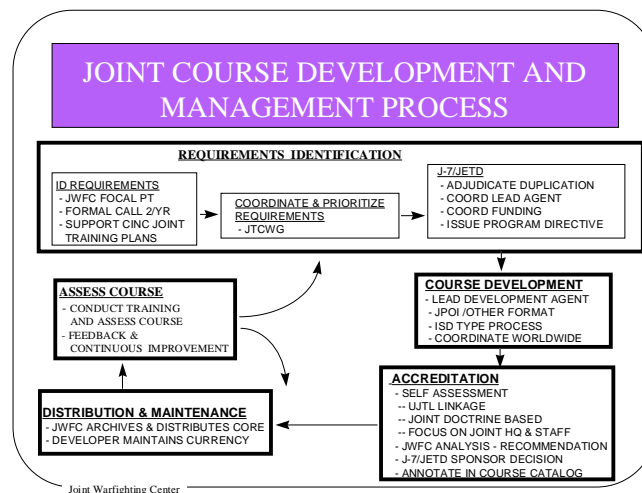 JOINT COURSE DEVELOPMENT AND
MANAGEMENT PROCESS
REQUIREMENTS IDENTIFICATION
ID REQUIREMENTS
- JWFC FOCAL PT
- FORMAL CALL 2/YR
- SUPPORT CINC JOINT
TRAINING PLANS
COORDINATE & PRIORITIZE
REQUIREMENTS
- JTCWG
J-7/JETD
- ADJUDICATE DUPLICATION
- COORD LEAD AGENT
- COORD FUNDING
- ISSUE PROGRAM DIRECTIVE
COURSE DEVELOPMENT
- LEAD DEVELOPMENT AGENT
- JPOI /OTHER FORMAT
- ISD TYPE PROCESS
- COORDINATE WORLDWIDE
ACCREDITATION
- SELF ASSESSMENT
-- UJTL LINKAGE
-- JOINT DOCTRINE BASED
-- FOCUS ON JOINT HQ & STAFF
- JWFC ANALYSIS - RECOMMENDATION
- J-7/JETD SPONSOR DECISION
- ANNOTATE IN COURSE CATALOG
DISTRIBUTION & MAINTENANCE
- JWFC ARCHIVES & DISTRIBUTES CORE
- DEVELOPER MAINTAINS CURRENCY
ASSESS COURSE
- CONDUCT TRAINING
AND ASSESS COURSE
- FEEDBACK &
CONTINUOUS IMPROVEMENT
Joint Warfighting Center